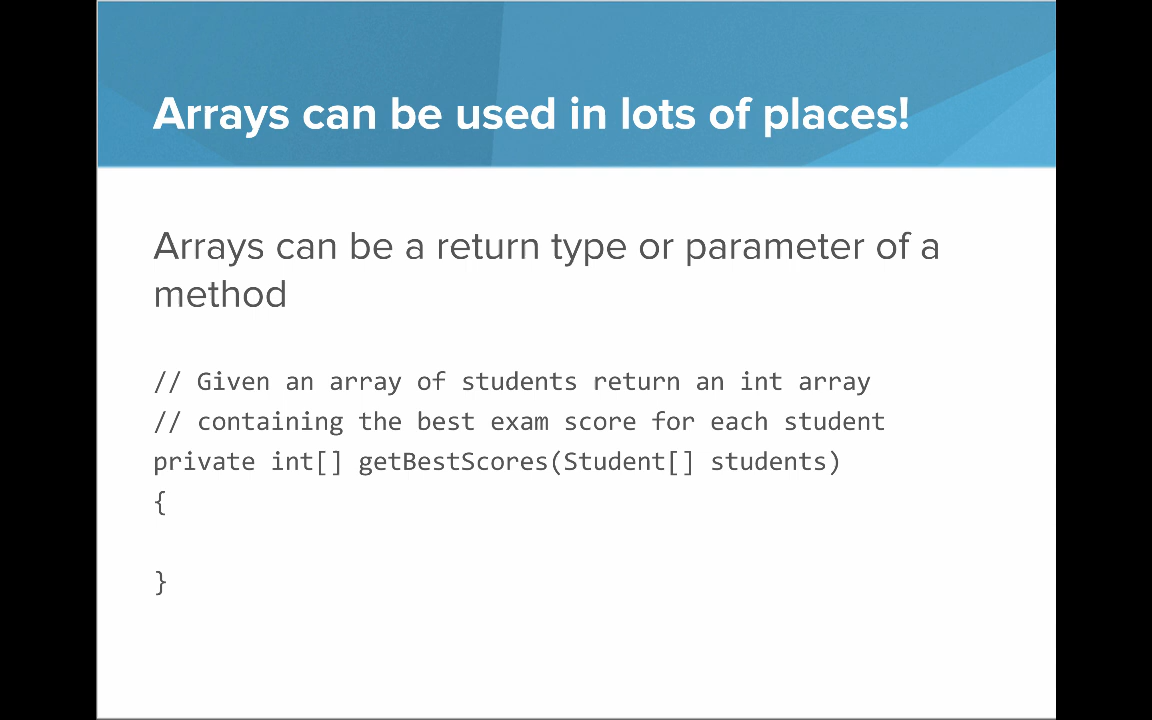 Arrays can be used in lots of places!
Arrays can be a return type or parameter of a
method
// Given an array of students return an int array
// containing the best exam score for each student
private int[] getBestScores(Student[] students)
{
}